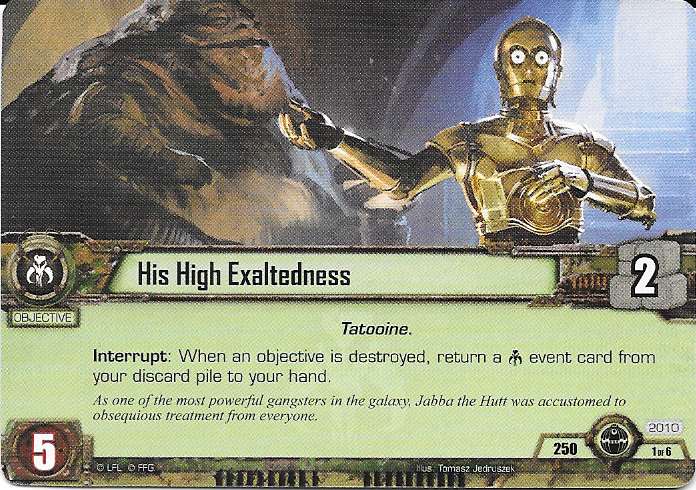 His High Exaltedness
2
OBJECTIVE
Tatooine.
Interrupt: When an objective is destroyed, return a event card from
your discard pile to your hand.
As one of the most powerful gangsters in the galaxy, Jabba the Hutt was accustomed to
obsequious treatment from everyone.
5
© LFL © FFG
Illus. Tomasz Jedruszek
250
2010
1 OF 6